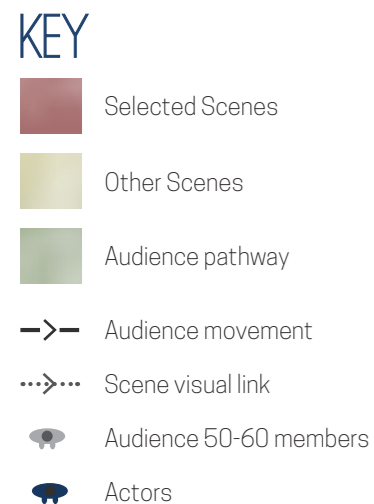 KEY
Selected Scenes
Other Scenes
Audience pathway
Audience movement
Scene visual link
Audience 50-60 members
Actors